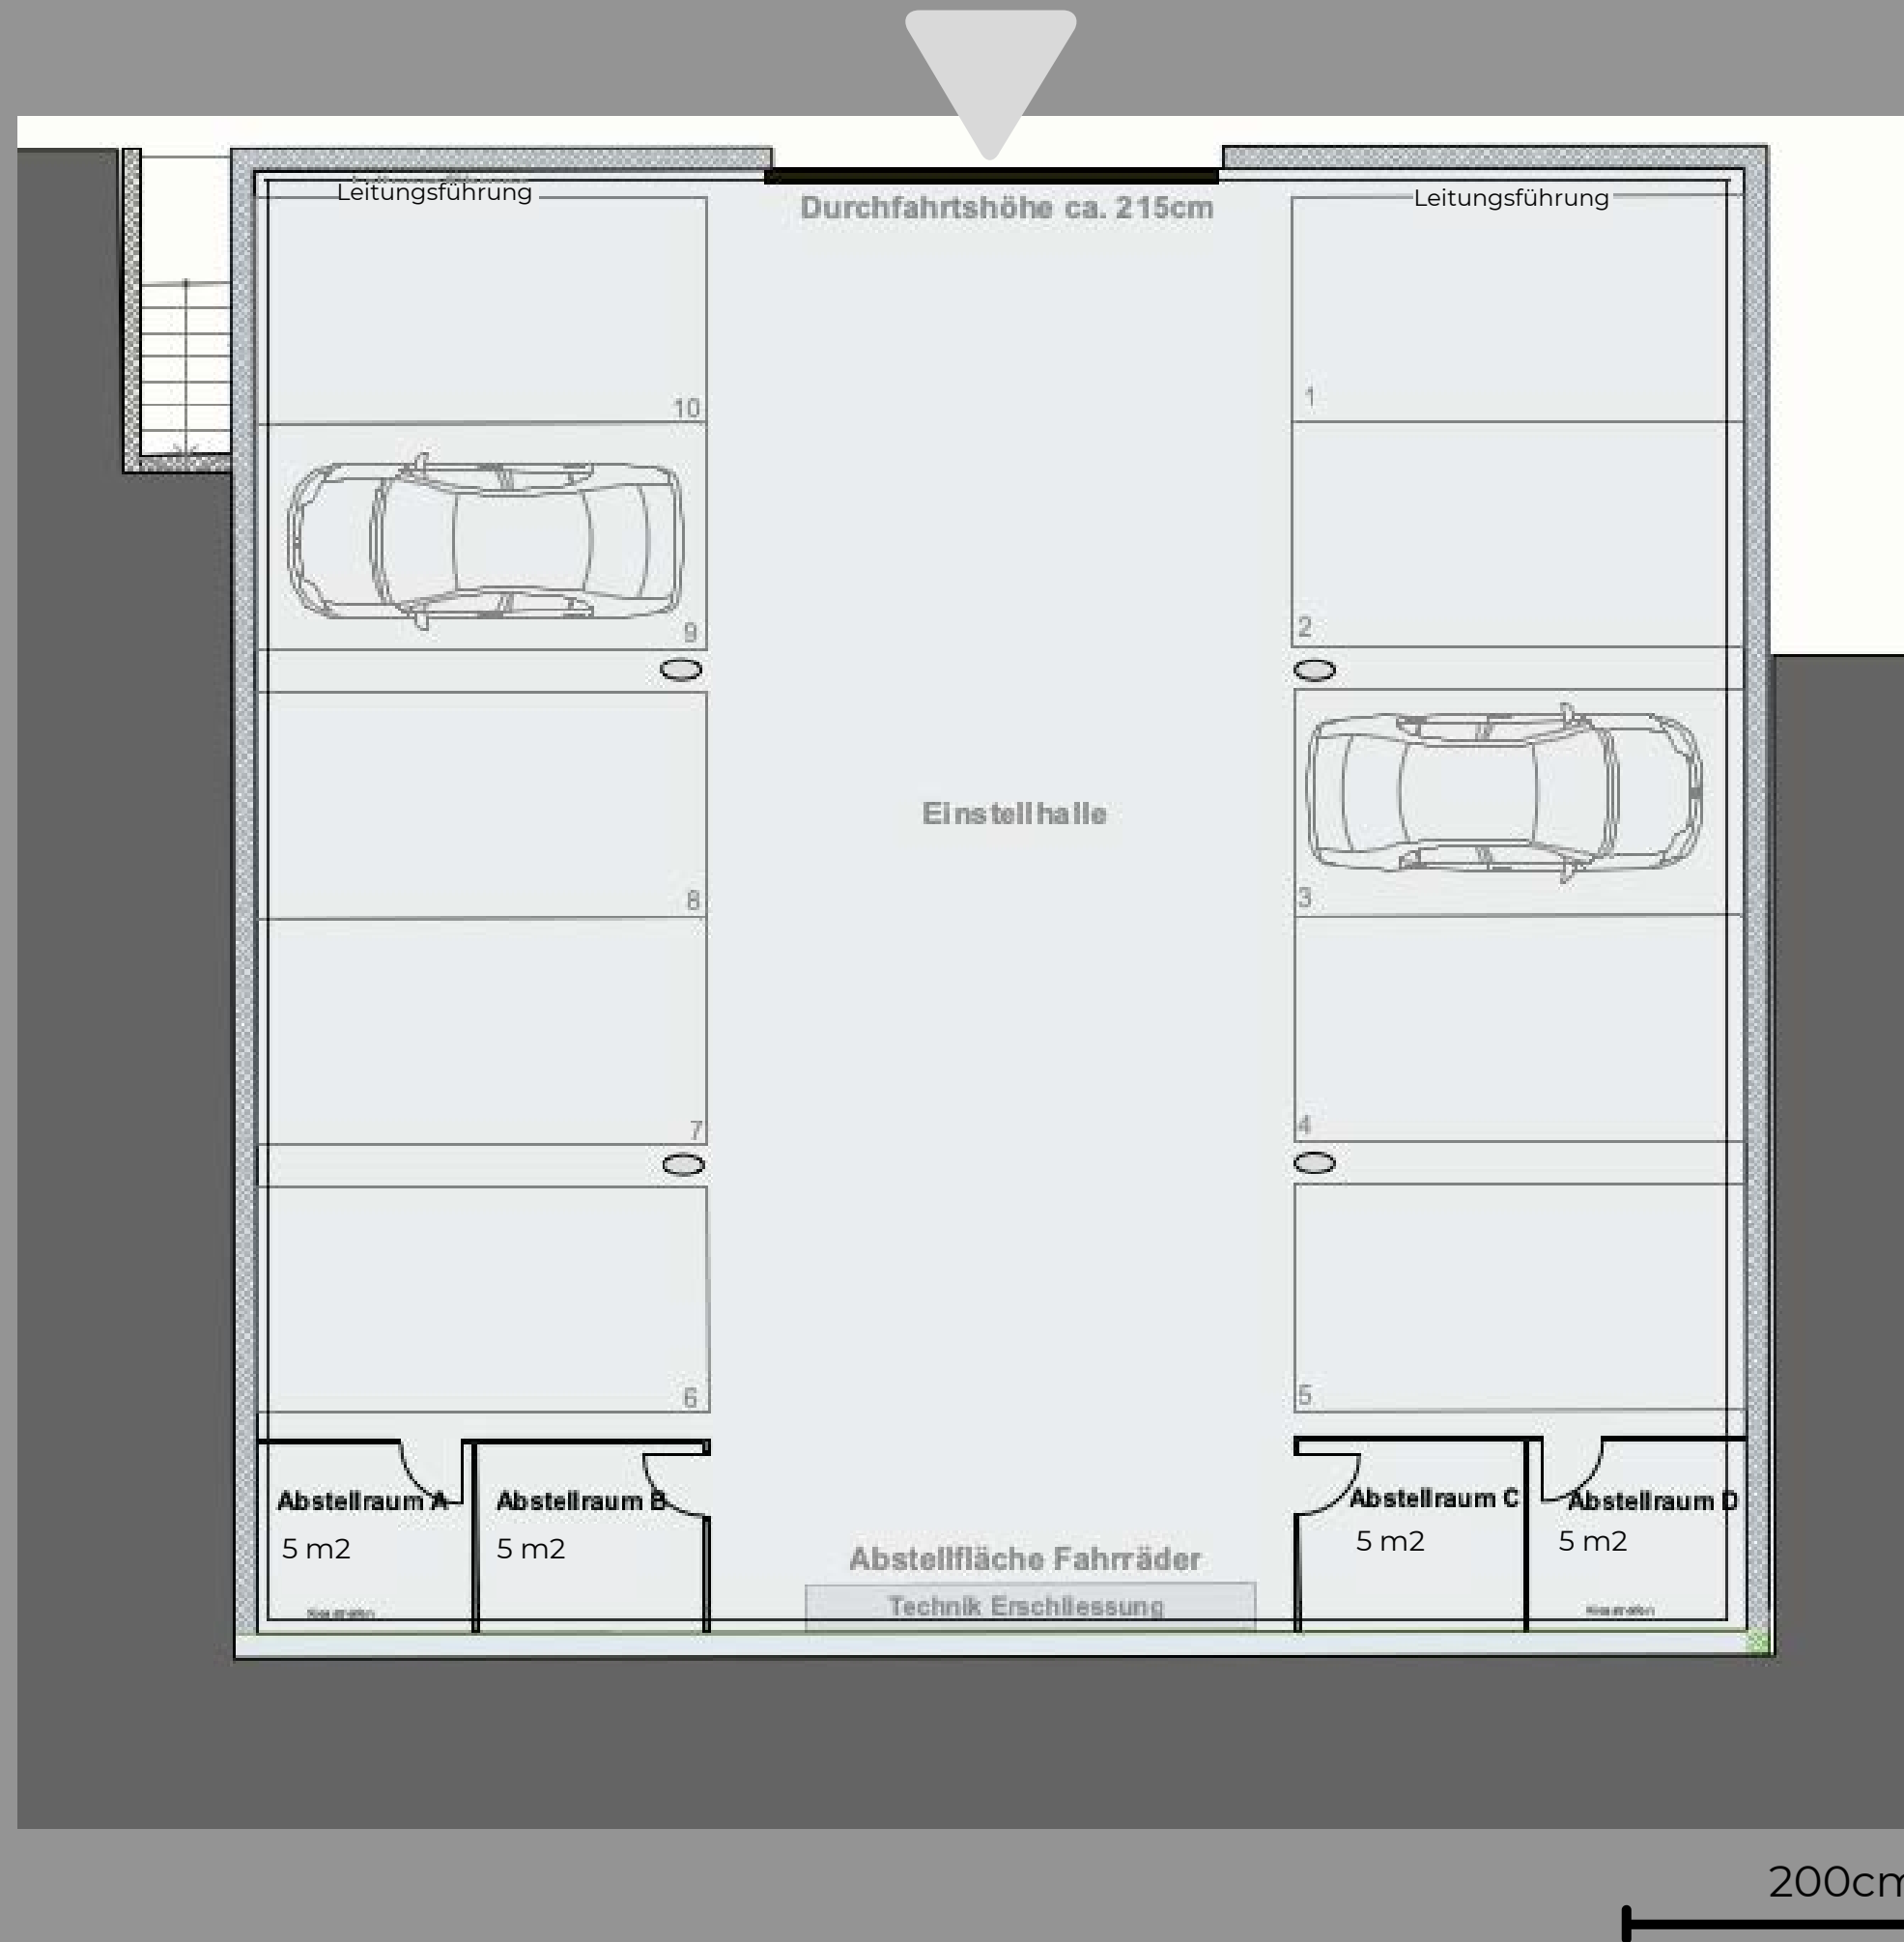 Leitungsführung
Leitungsführung
Durchfahrtshöhe ca. 215cm
10
1
9
2
Einstellhalle
8
3
7
4
6
5
Abstellraum A
Abstellraum B
Abstellraum C
Abstellraum D
5 m2
5 m2
5 m2
5 m2
Abstellfläche Fahrräder
Technik Erschliessung
200cm